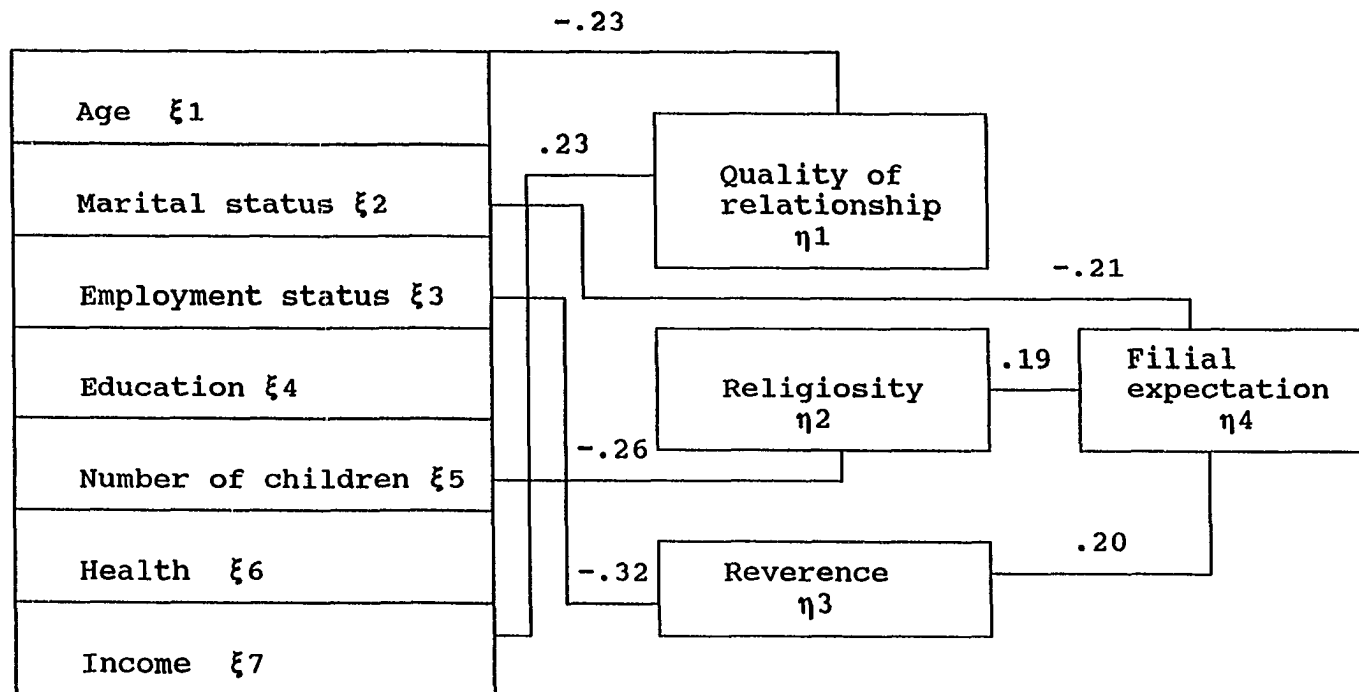 -.23
Age ξ1
Marital status ξ2
Employment status ξ3
Education ξ4
Number of children ξ5
Health ξ6
Income ξ7
.23
Quality of
relationship
η1
-.21
Religiosity
η2
.19
Filial
expectation
η4
-.26
-.32
Reverence
η3
.20